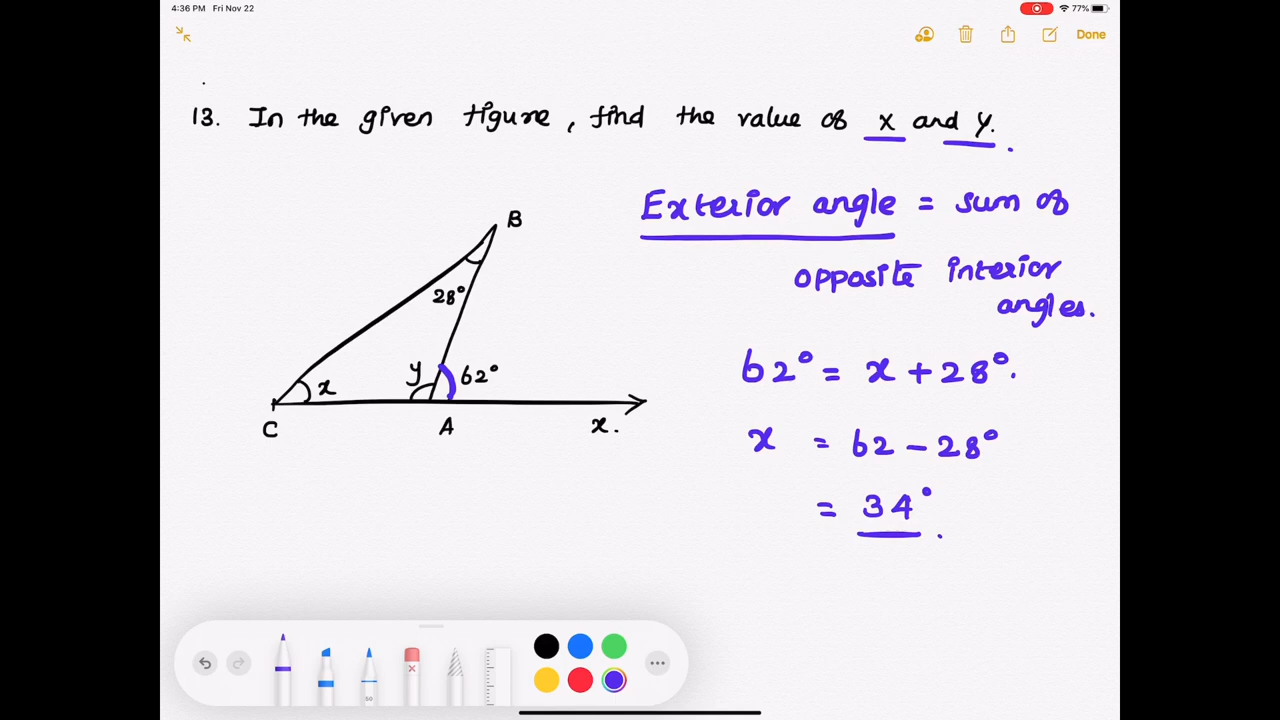 4:36 PM Fri Nov 22
77%
Done
13. In the given figure, find the value of x and y.
Exterior angle = sum of
opposite interior
angles.
B
28°
y
62°
x
C
A
x.
62° = x + 28°.
x = 62 - 28°
= 34°.
50